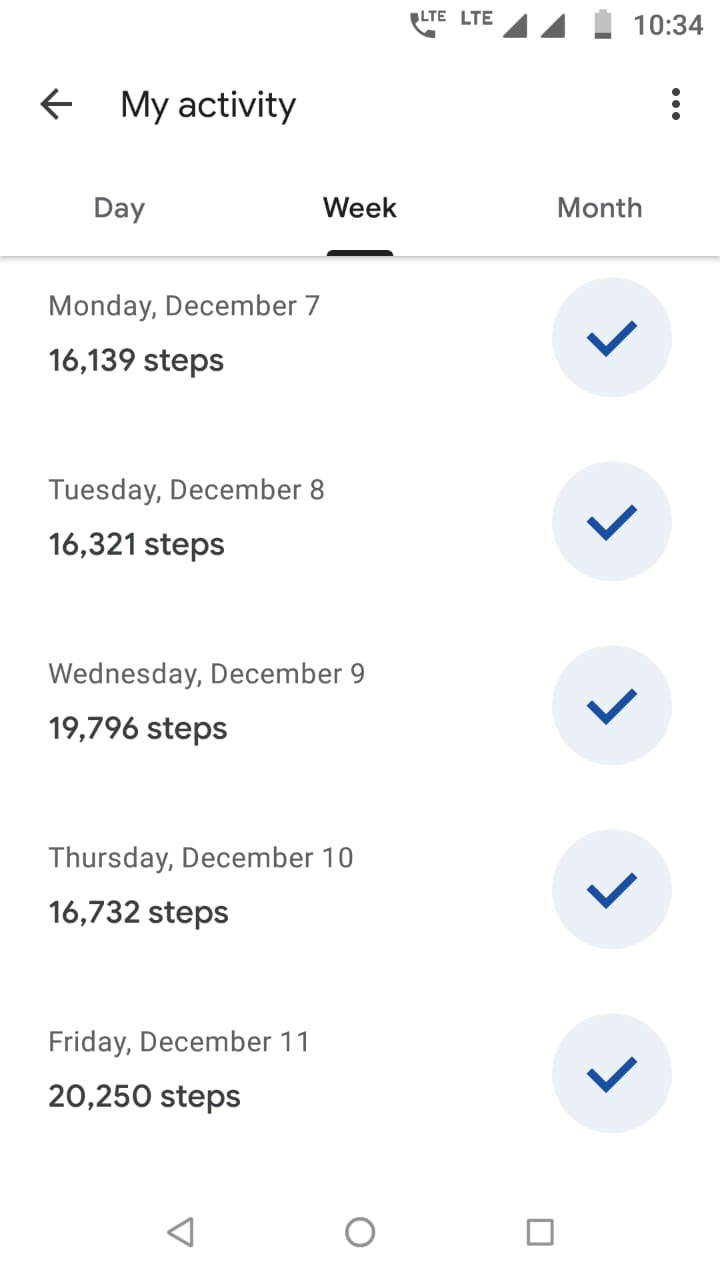 LTE LTE 10:34
My activity
Day Week Month
Monday, December 7
16,139 steps
Tuesday, December 8
16,321 steps
Wednesday, December 9
19,796 steps
Thursday, December 10
16,732 steps
Friday, December 11
20,250 steps